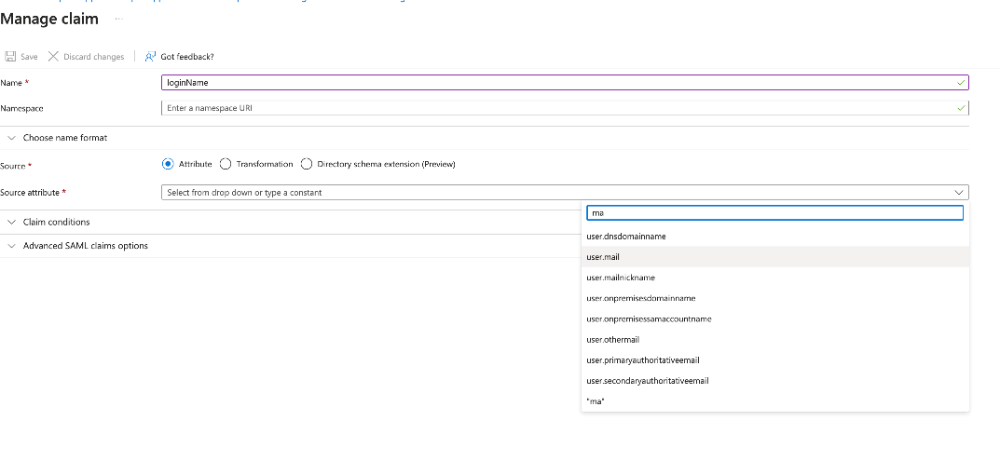 Manage claim ...
Save Discard changes Got feedback?
Name * loginName
Namespace Enter a namespace URI
Choose name format
Source * Attribute Transformation Directory schema extension (Preview)
Source attribute * Select from drop down or type a constant
ma
Claim conditions
user.dnsdomainname
Advanced SAML claims options
user.mail
user.mailnickname
user.onpremisesdomainname
user.onpremisessamaccountname
user.othermail
user.primaryauthoritativeemail
user.secondaryauthoritativeemail
"ma"